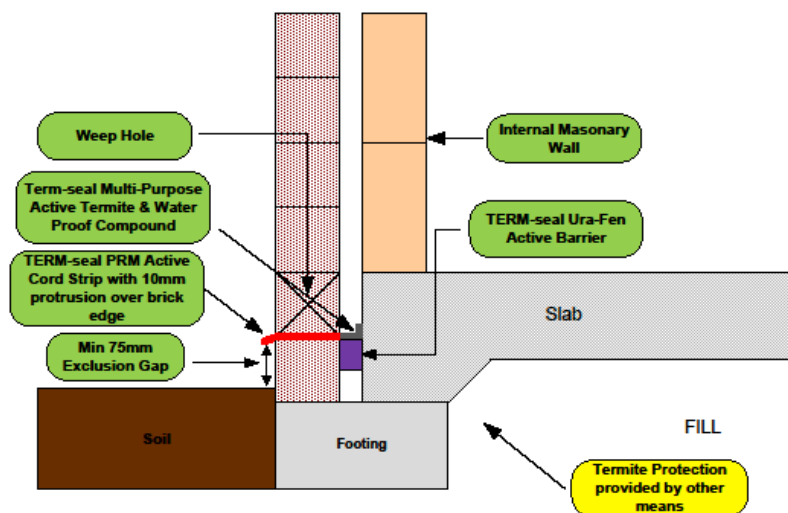 Weep Hole
Internal Masonary
Wall
Term-seal Multi-Purpose
Active Termite & Water
Proof Compound
TERM-seal Ura-Fen
Active Barrier
TERM-seal PRM Active
Cord Strip with 10mm
protrusion over brick
edge
Slab
Min 75mm
Exclusion Gap
Soil
Footing
FILL
Termite Protection
provided by other
means